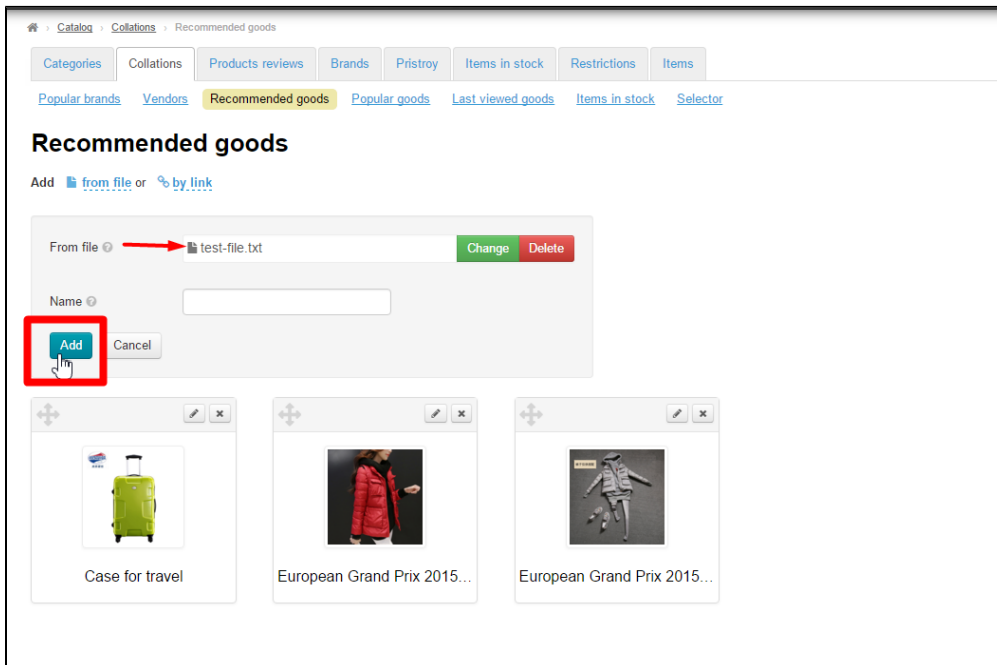 Catalog › Collations › Recommended goods
Categories Collations Products reviews Brands Pristroy Items in stock Restrictions Items
Popular brands Vendors Recommended goods Popular goods Last viewed goods Items in stock Selector
Recommended goods
Add from file or by link
From file test-file.txt Change Delete
Name
Add Cancel
Case for travel European Grand Prix 2015... European Grand Prix 2015...